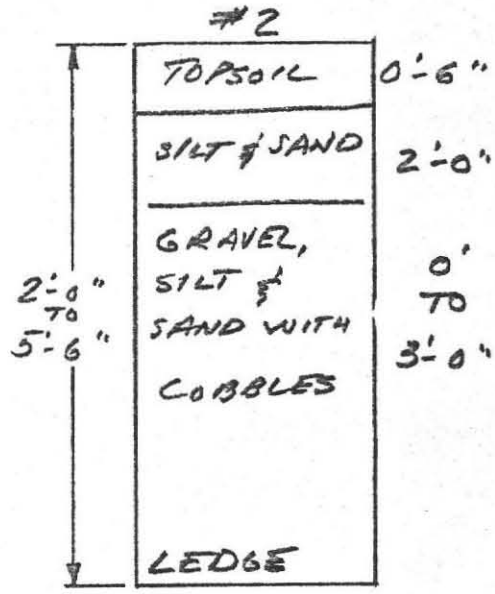 #2
TOPSOIL 0'-6"
SILT & SAND 2'-0"
GRAVEL,
SILT &
SAND WITH
COBBLES
0'
TO
3'-0"
2'-0"
TO
5'-6"
LEDGE